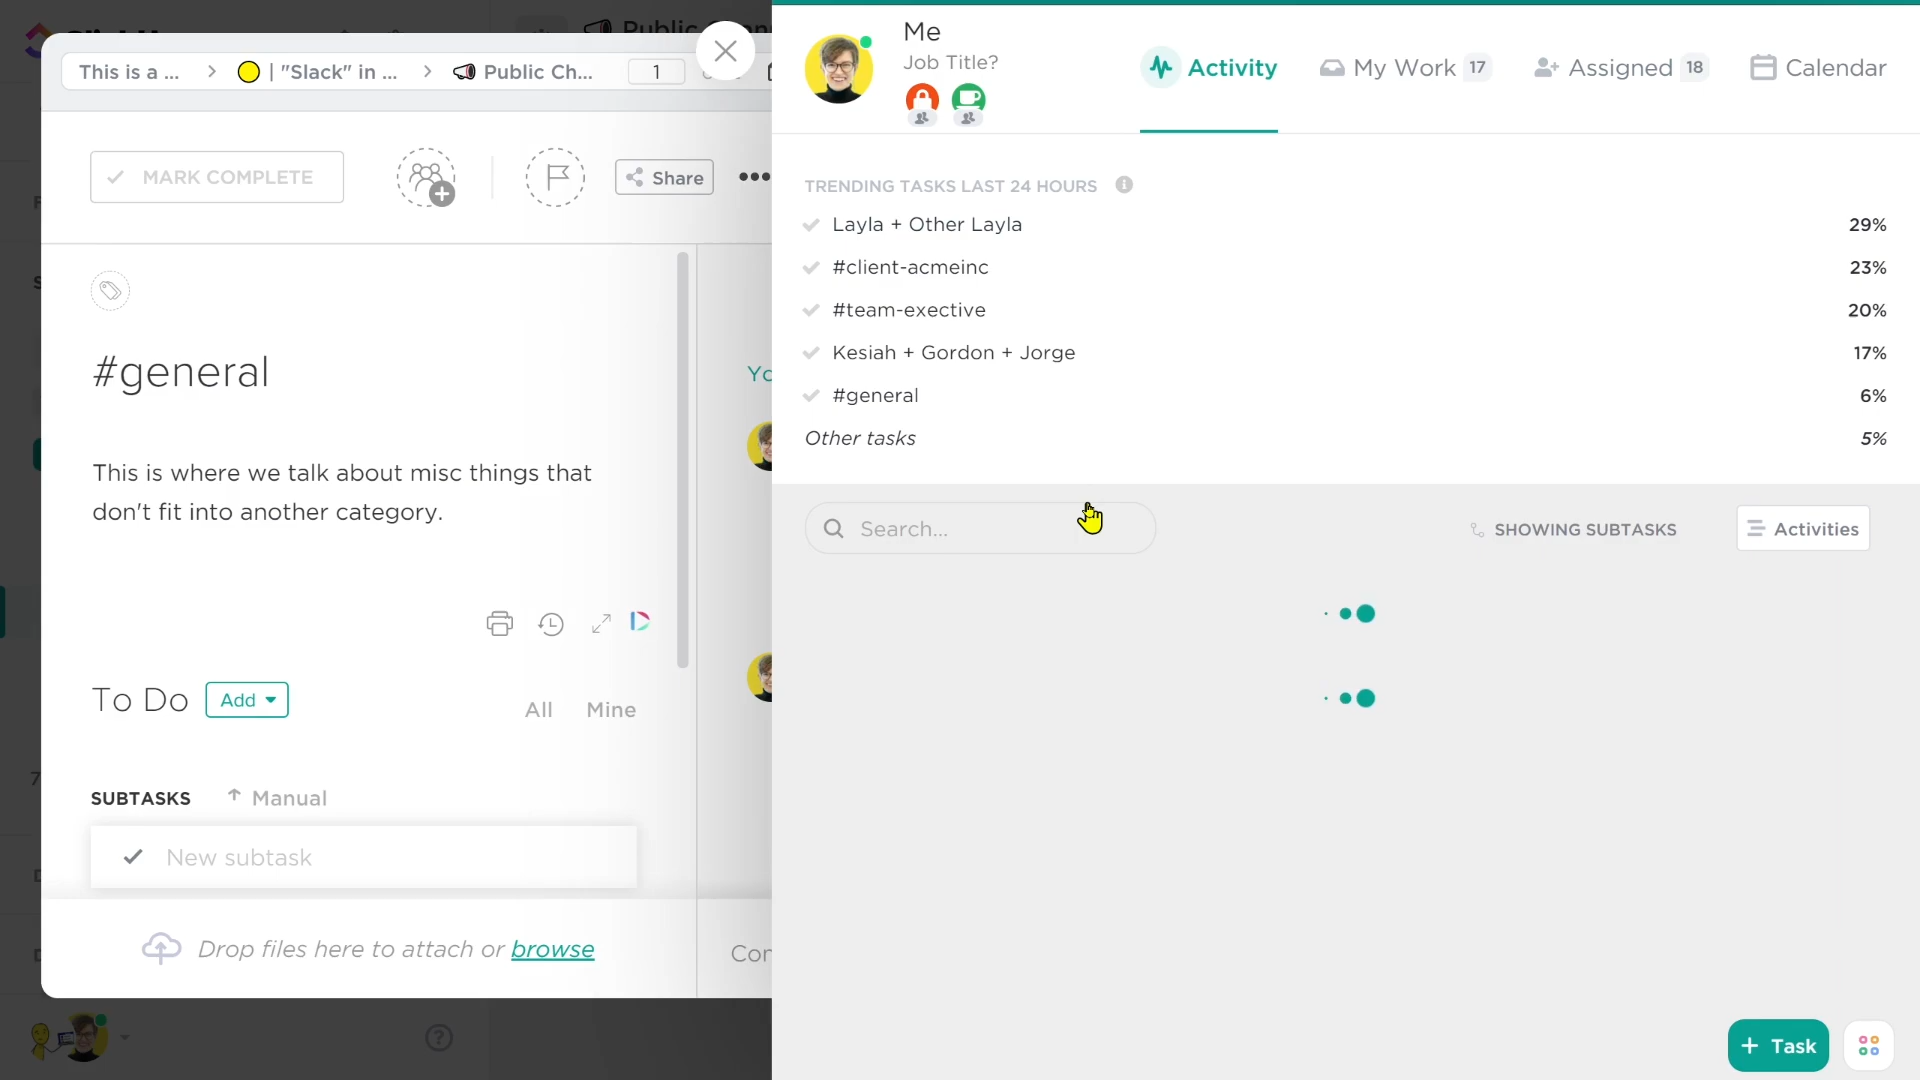 This is a ...
| "Slack" in ...
Public Ch...
1
MARK COMPLETE
Share
#general
This is where we talk about misc things that
don't fit into another category.
To Do
Add
All
Mine
SUBTASKS
Manual
New subtask
Drop files here to attach or browse
Me
Job Title?
Activity
My Work 17
Assigned 18
Calendar
TRENDING TASKS LAST 24 HOURS
Layla + Other Layla 29%
#client-acmeinc 23%
#team-exective 20%
Kesiah + Gordon + Jorge 17%
#general 6%
Other tasks 5%
Search...
SHOWING SUBTASKS
Activities
+ Task